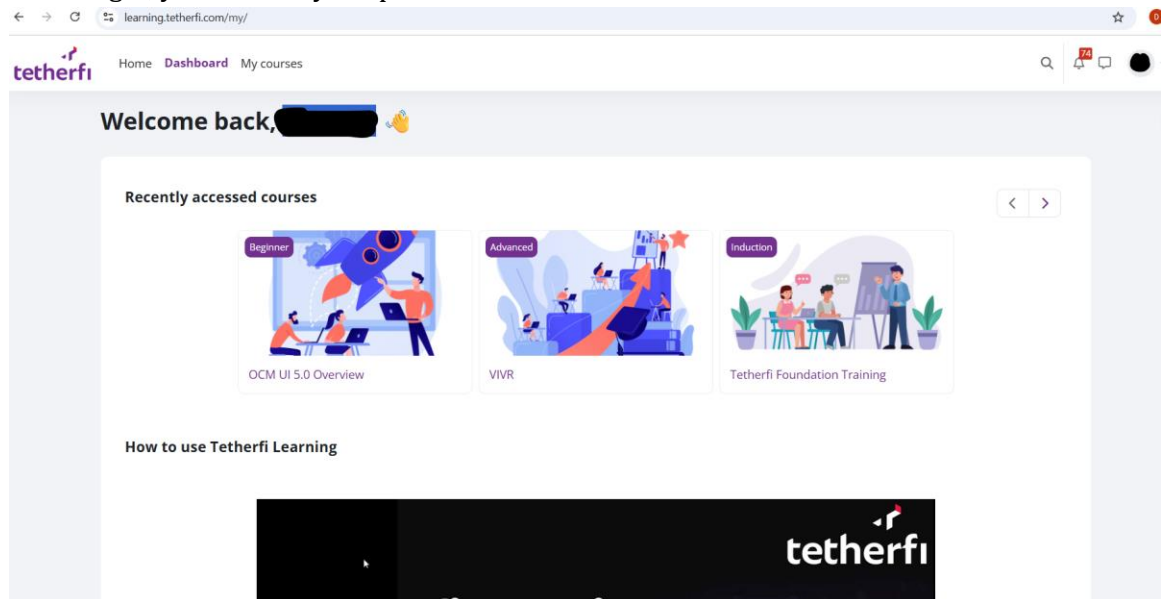 learning.tetherfi.com/my/
tetherfi
Home Dashboard My courses
74
D
Welcome back,
Recently accessed courses
Beginner
Advanced
Induction
OCM UI 5.0 Overview
VIVR
Tetherfi Foundation Training
How to use Tetherfi Learning
tetherfi